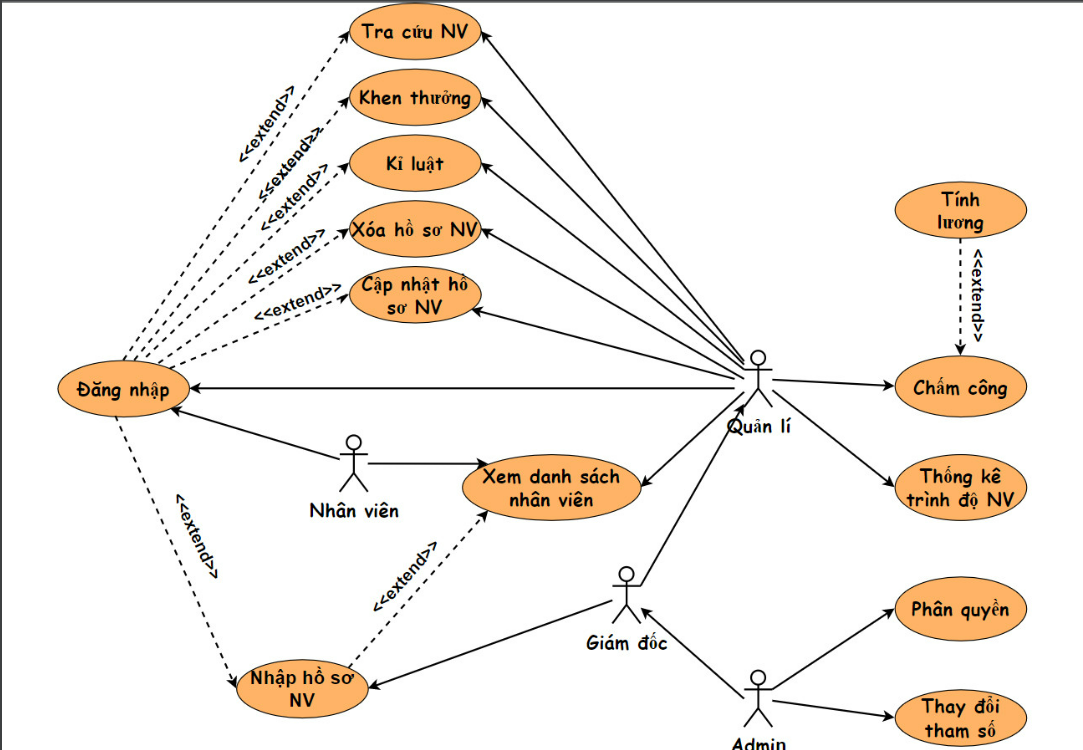 Tra cứu NV
<<extend>>
Khen thưởng
<<extend>>
Kỉ luật
<<extend>>
Tính
lương
Xóa hồ sơ NV
<<extend>>
Cập nhật hồ
sơ NV
<<extend>>
<<extend>>
Đăng nhập
Chấm công
Quản lí
Nhân viên
Xem danh sách
nhân viên
Thống kê
trình độ NV
<<extend>>
<<extend>>
Giám đốc
Phân quyền
Nhập hồ sơ
NV
Thay đổi
tham số
Admin